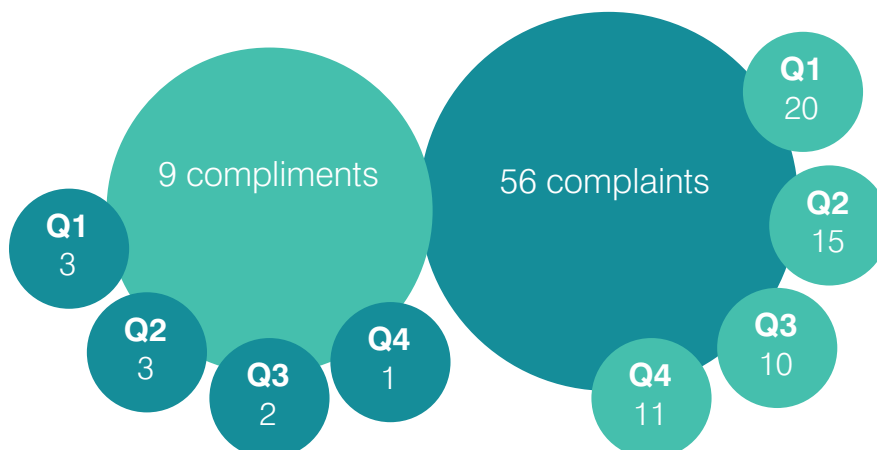 9 compliments
Q1
3
Q2
3
Q3
2
Q4
1
56 complaints
Q1
20
Q2
15
Q3
10
Q4
11